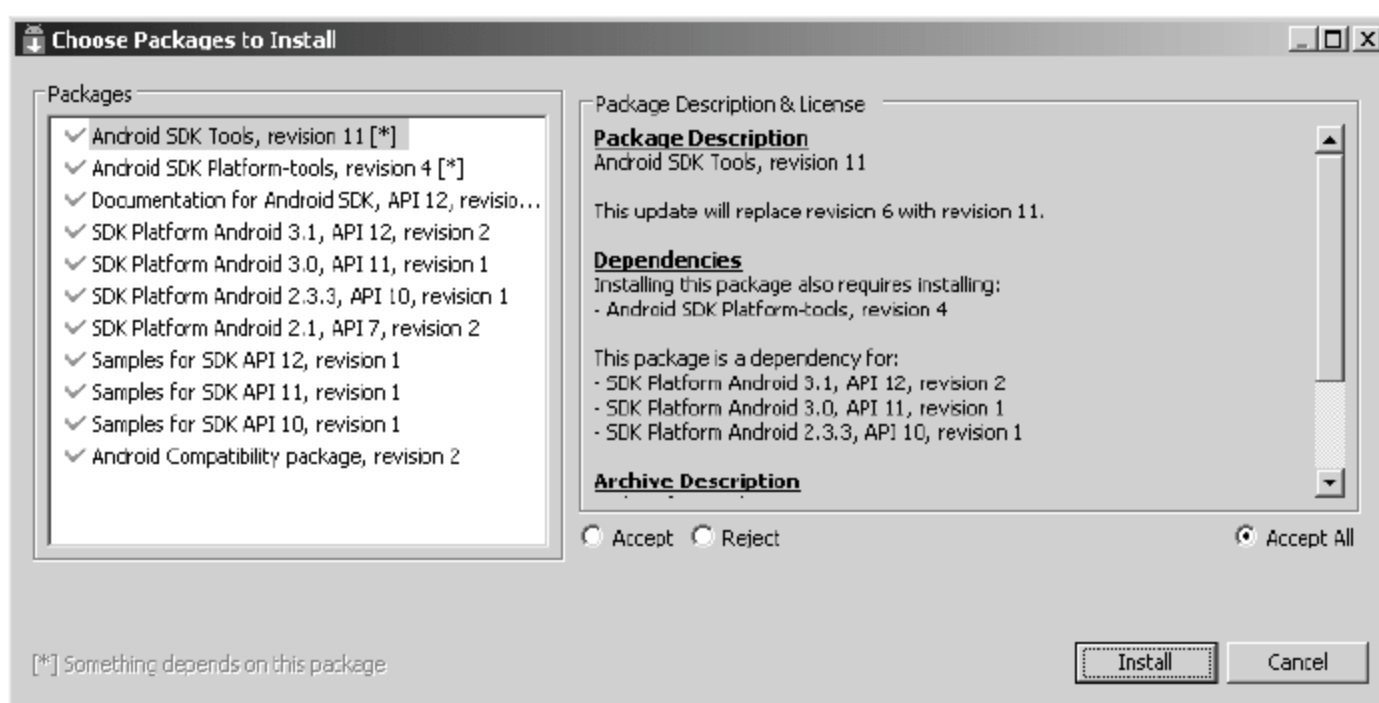 Choose Packages to Install
Packages
Android SDK Tools, revision 11 [*]
Android SDK Platform-tools, revision 4 [*]
Documentation for Android SDK, API 12, revisio...
SDK Platform Android 3.1, API 12, revision 2
SDK Platform Android 3.0, API 11, revision 1
SDK Platform Android 2.3.3, API 10, revision 1
SDK Platform Android 2.1, API 7, revision 2
Samples for SDK API 12, revision 1
Samples for SDK API 11, revision 1
Samples for SDK API 10, revision 1
Android Compatibility package, revision 2
Package Description & License
Package Description
Android SDK Tools, revision 11
This update will replace revision 6 with revision 11.
Dependencies
Installing this package also requires installing:
- Android SDK Platform-tools, revision 4
This package is a dependency for:
- SDK Platform Android 3.1, API 12, revision 2
- SDK Platform Android 3.0, API 11, revision 1
- SDK Platform Android 2.3.3, API 10, revision 1
Archive Description
Accept Reject Accept All
[*] Something depends on this package
Install Cancel